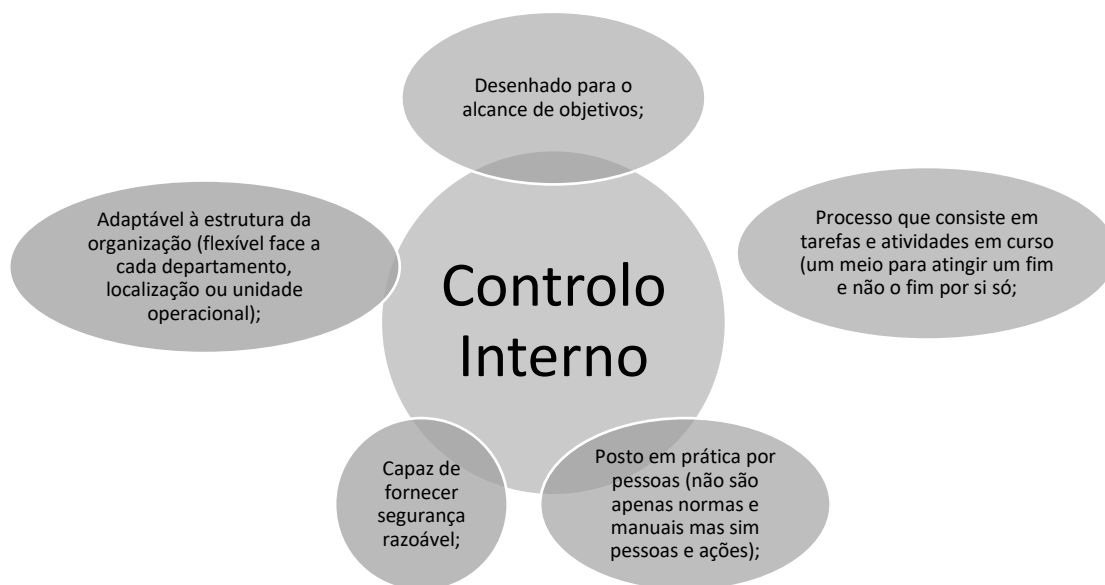 Desenhado para o
alcance de objetivos;
Adaptável à estrutura da
organização (flexível face a
cada departamento,
localização ou unidade
operacional);
Processo que consiste em
tarefas e atividades em curso
(um meio para atingir um fim
e não o fim por si só;
Controlo
Interno
Capaz de
fornecer
segurança
razoável;
Posto em prática por
pessoas (não são
apenas normas e
manuais mas sim
pessoas e ações);